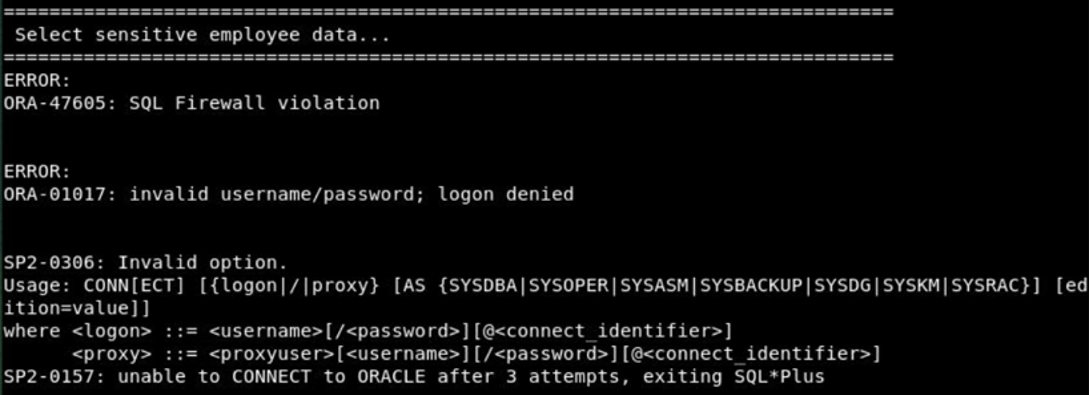 ==============================================================================
Select sensitive employee data...
==============================================================================
ERROR:
ORA-47605: SQL Firewall violation
ERROR:
ORA-01017: invalid username/password; logon denied
SP2-0306: Invalid option.
Usage: CONN[ECT] [{logon|/|proxy} [AS {SYSDBA|SYSOPER|SYSASM|SYSBACKUP|SYSDG|SYSKM|SYSRAC}] [ed
ition=value]]
where <logon> ::= <username>[/<password>][@<connect_identifier>]
<proxy> ::= <proxyuser>[<username>][/<password>][@<connect_identifier>]
SP2-0157: unable to CONNECT to ORACLE after 3 attempts, exiting SQL*Plus